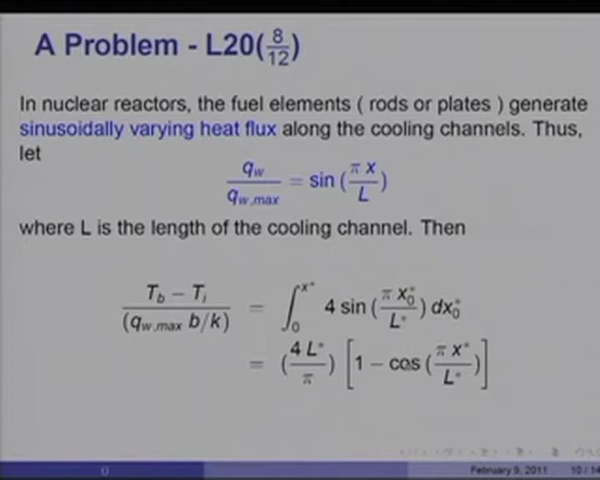 A Problem - L20(8/12)
In nuclear reactors, the fuel elements ( rods or plates ) generate
sinusoidally varying heat flux along the cooling channels. Thus,
let
q_w / q_{w,max} = sin (π x / L)
where L is the length of the cooling channel. Then
(T_b − T_i) / (q_{w,max} b/k) = ∫_0^{x*} 4 sin (π x_0^* / L*) dx_0^*
= (4 L* / π) [1 − cos (π x* / L*)]
0 February 9, 2011 10 / 14